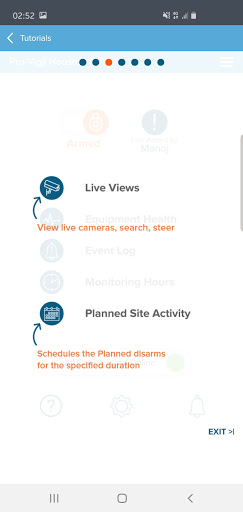 02:52
Tutorials
Pro-Vigil House
Armed
Manoj
Live Views
View live cameras, search, steer
Equipment Health
Event Log
Monitoring Hours
Planned Site Activity
Schedules the Planned disarms
for the specified duration
EXIT >|